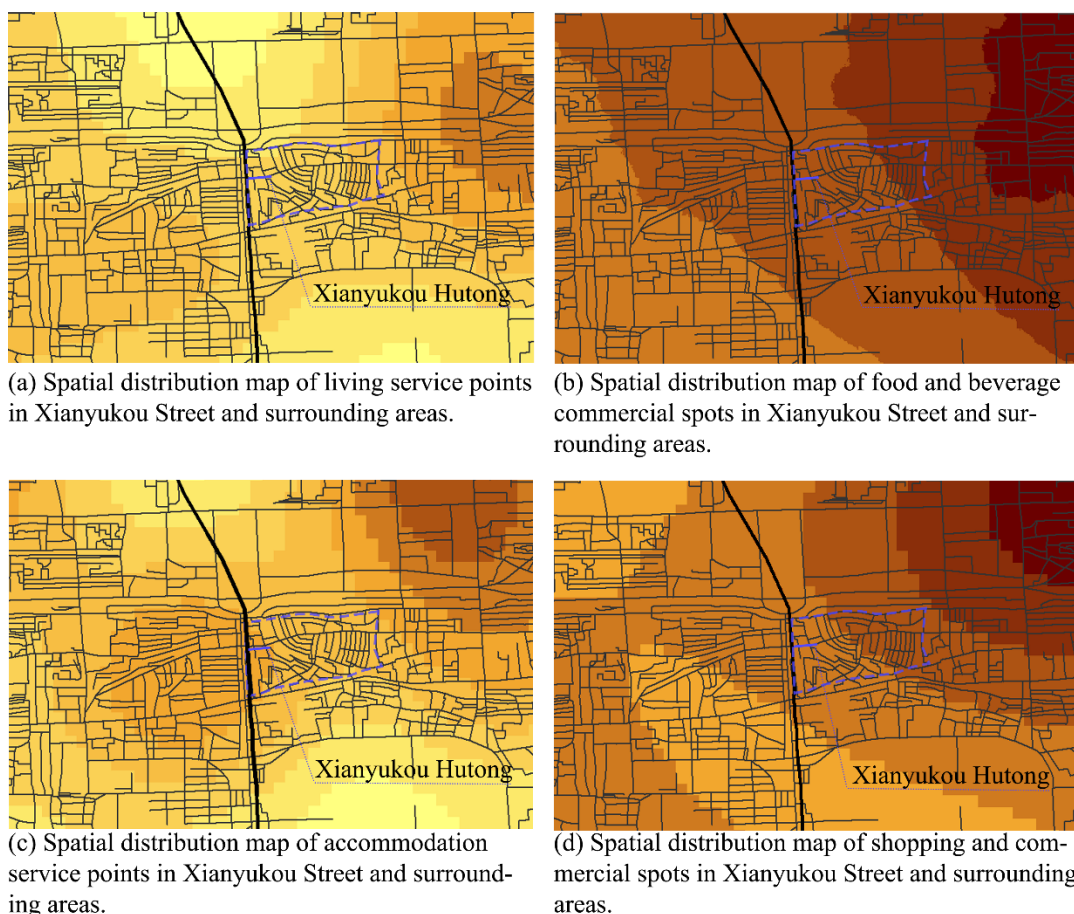 Xianyukou Hutong
Xianyukou Hutong
(a) Spatial distribution map of living service points
in Xianyukou Street and surrounding areas.
(b) Spatial distribution map of food and beverage
commercial spots in Xianyukou Street and sur-
rounding areas.
Xianyukou Hutong
Xianyukou Hutong
(c) Spatial distribution map of accommodation
service points in Xianyukou Street and surround-
ing areas.
(d) Spatial distribution map of shopping and com-
mercial spots in Xianyukou Street and surrounding
areas.